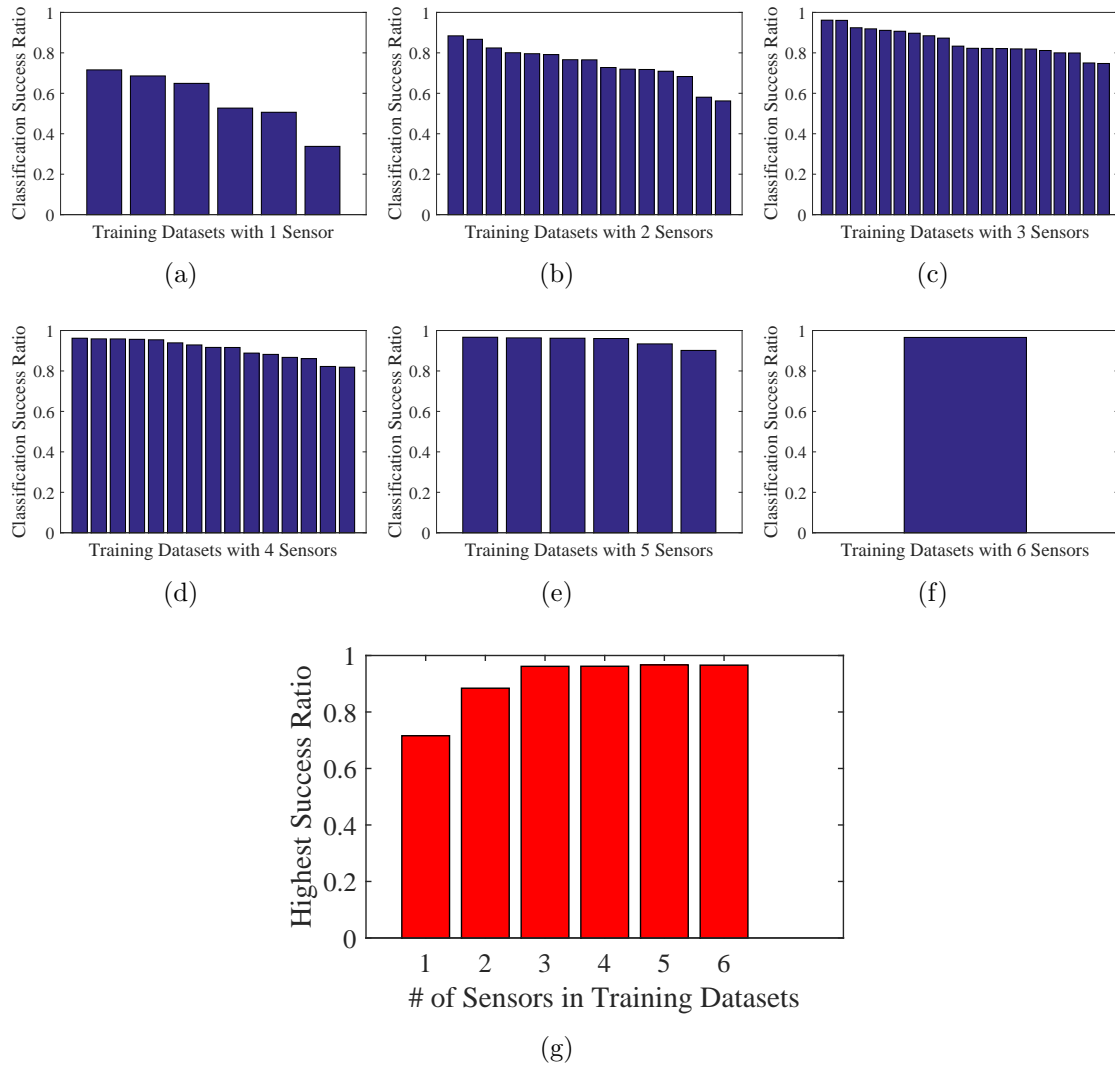 Classification Success Ratio
1
0.8
0.6
0.4
0.2
0
Training Datasets with 1 Sensor
(a)
Classification Success Ratio
1
0.8
0.6
0.4
0.2
0
Training Datasets with 2 Sensors
(b)
Classification Success Ratio
1
0.8
0.6
0.4
0.2
0
Training Datasets with 3 Sensors
(c)
Classification Success Ratio
1
0.8
0.6
0.4
0.2
0
Training Datasets with 4 Sensors
(d)
Classification Success Ratio
1
0.8
0.6
0.4
0.2
0
Training Datasets with 5 Sensors
(e)
Classification Success Ratio
1
0.8
0.6
0.4
0.2
0
Training Datasets with 6 Sensors
(f)
Highest Success Ratio
1
0.8
0.6
0.4
0.2
0
1 2 3 4 5 6
# of Sensors in Training Datasets
(g)